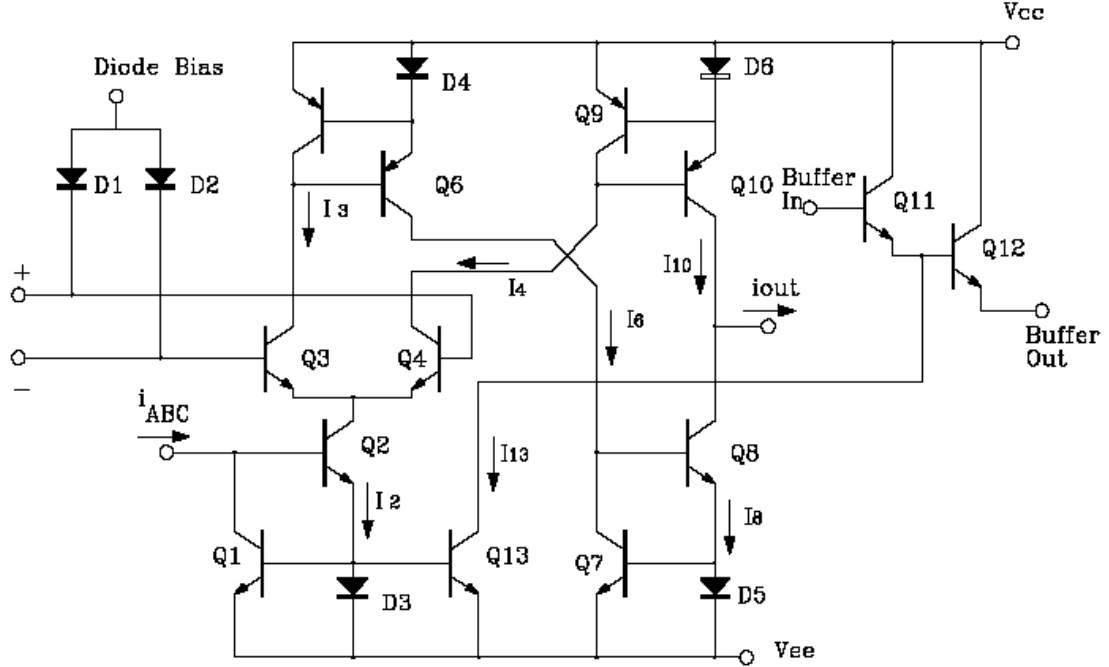 Vcc
Diode Bias
D4
D6
Q9
D1
D2
Q6
Q10
Buffer
In
Q11
I3
Q12
+
I4
I10
iout
I6
Buffer
Out
Q3
Q4
−
iABC
Q2
I13
Q8
I2
I8
Q1
Q13
Q7
D3
D5
Vee